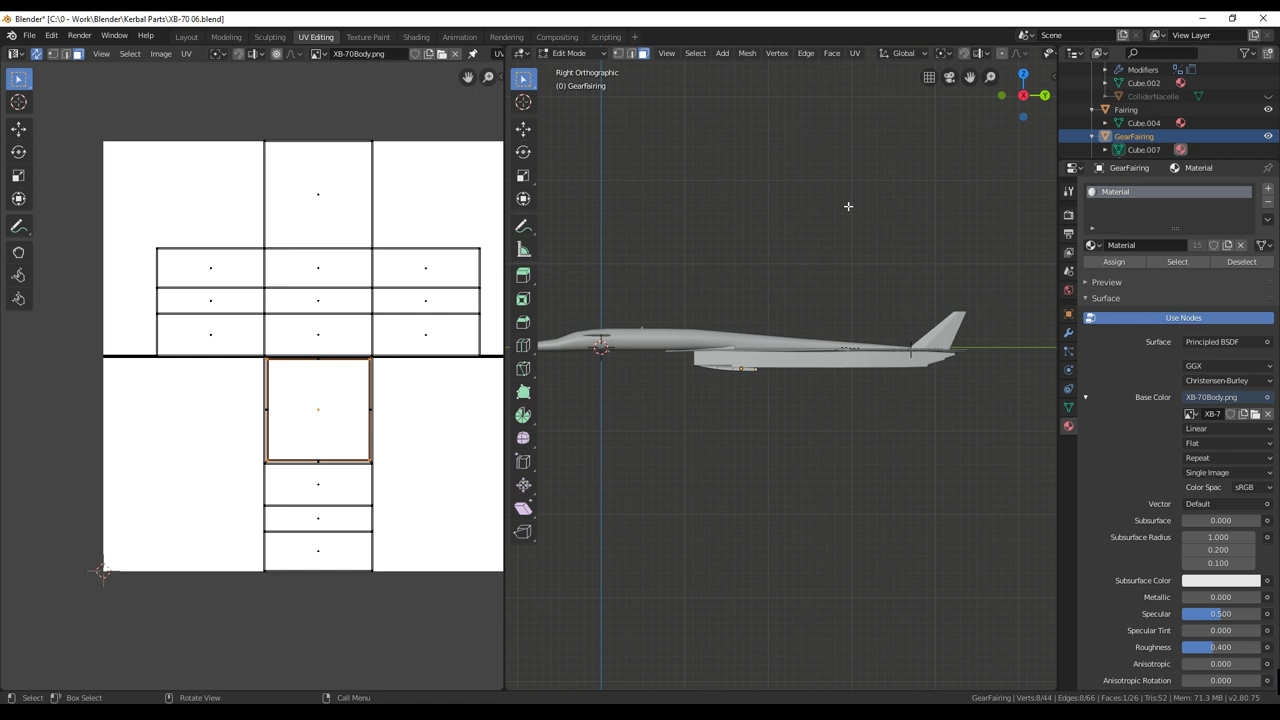 Blender* [C:\0 - Work\Blender\Kerbal Parts\XB-70 06.blend]
File Edit Render Window Help Layout Modeling Sculpting UV Editing Texture Paint Shading Animation Rendering Compositing Scripting Scene View Layer
View Select Image UV XB-70Body.png UV
Edit Mode View Select Add Mesh Vertex Edge Face UV Global
Right Orthographic
(0) GearFairing
Z
X
Y
Modifiers
Cube.002
ColliderNacelle
Fairing
Cube.004
GearFairing
Cube.007
GearFairing Material
Material
Material 15
Assign Select Deselect
Preview
Surface
Use Nodes
Surface Principled BSDF
GGX
Christensen-Burley
Base Color XB-70Body.png
XB-7
Linear
Flat
Repeat
Single Image
Color Spac sRGB
Vector Default
Subsurface 0.000
Subsurface Radius 1.000
0.200
0.100
Subsurface Color
Metallic 0.000
Specular 0.500
Specular Tint 0.000
Roughness 0.400
Anisotropic 0.000
Anisotropic Rotation 0.000
Select Box Select Rotate View Call Menu GearFairing | Verts:8/44 | Edges:8/66 | Faces:1/26 | Tris:52 | Mem: 71.3 MB | v2.80.75